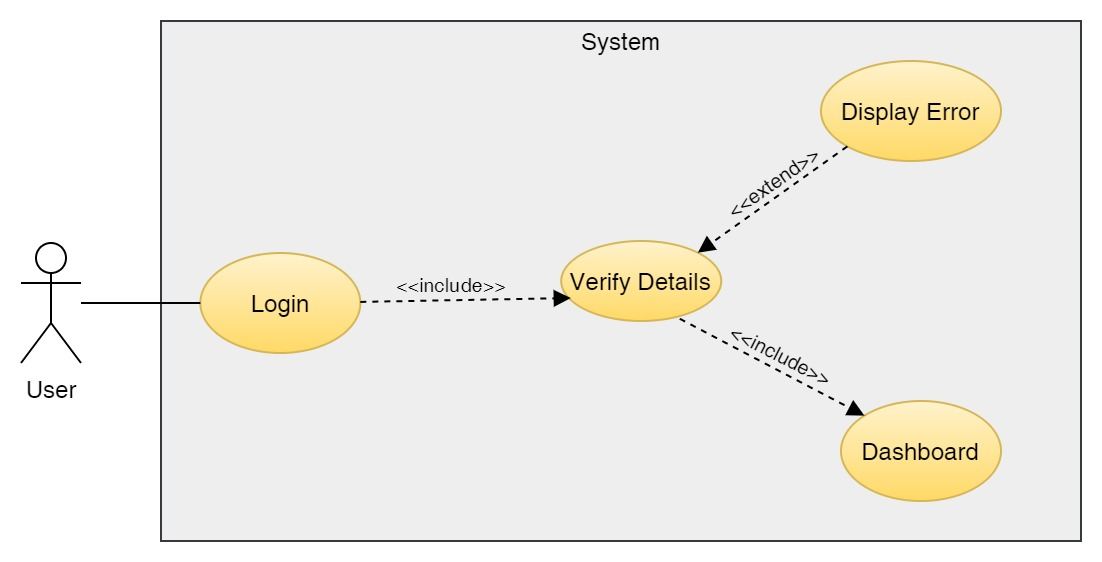 System
Display Error
<<extend>>
Verify Details
<<include>>
Login
<<include>>
User
Dashboard